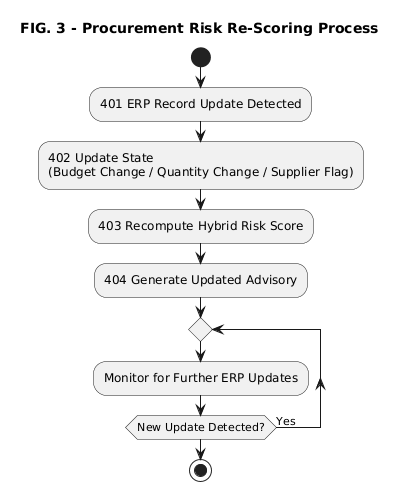 FIG. 3 - Procurement Risk Re-Scoring Process
401 ERP Record Update Detected
402 Update State
(Budget Change / Quantity Change / Supplier Flag)
403 Recompute Hybrid Risk Score
404 Generate Updated Advisory
Monitor for Further ERP Updates
New Update Detected?
Yes